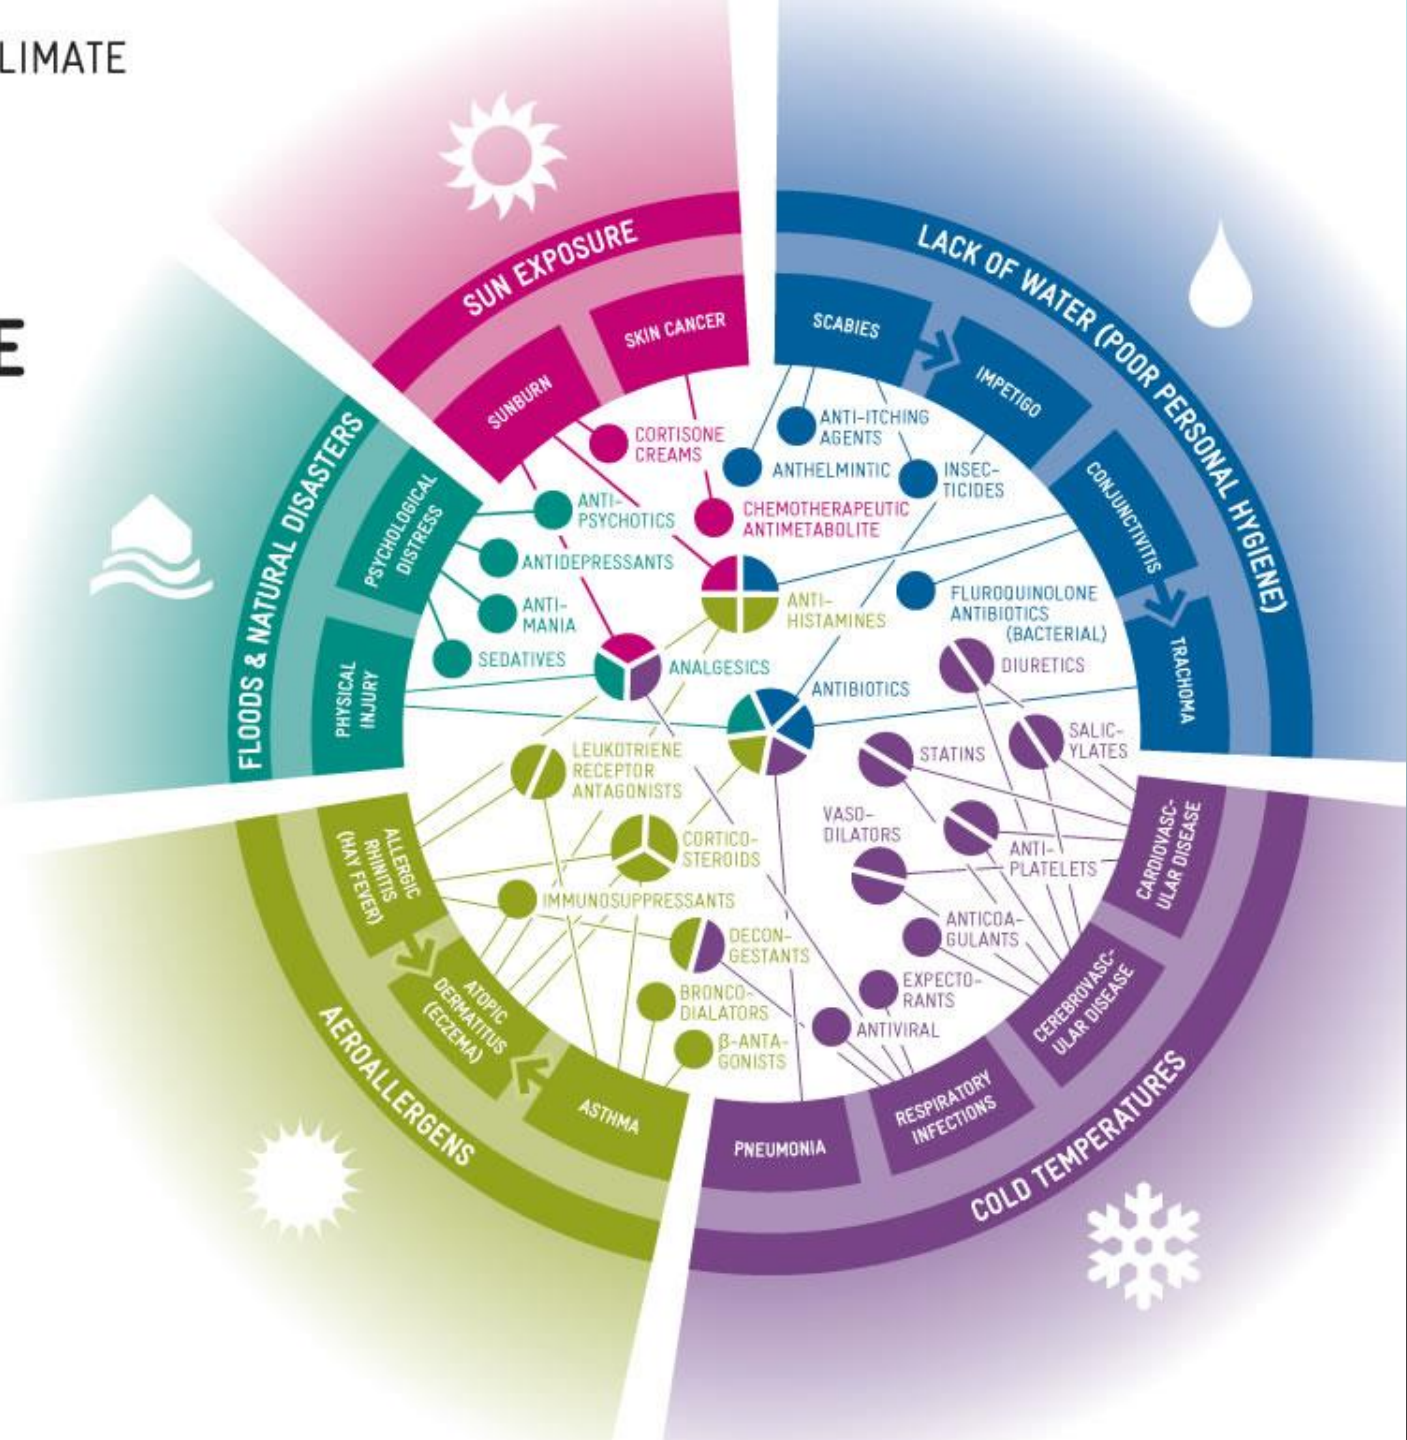 LIMATE
E
SUN EXPOSURE
SUNBURN
SKIN CANCER
CORTISONE
CREAMS
CHEMOTHERAPEUTIC
ANTIMETABOLITE
LACK OF WATER (POOR PERSONAL HYGIENE)
SCABIES
IMPETIGO
CONJUNCTIVITIS
TRACHOMA
ANTI-ITCHING
AGENTS
ANTHELMINTIC
INSEC-
TICIDES
FLUROQUINOLONE
ANTIBIOTICS
(BACTERIAL)
FLOODS & NATURAL DISASTERS
PSYCHOLOGICAL
DISTRESS
PHYSICAL
INJURY
ANTI-
PSYCHOTICS
ANTIDEPRESSANTS
ANTI-
MANIA
SEDATIVES
ANTI-
HISTAMINES
ANALGESICS
ANTIBIOTICS
DIURETICS
SALIC-
YLATES
STATINS
VASO-
DILATORS
ANTI-
PLATELETS
ANTICOA-
GULANTS
EXPECTO-
RANTS
ANTIVIRAL
LEUKOTRIENE
RECEPTOR
ANTAGONISTS
CORTICO-
STEROIDS
IMMUNOSUPPRESSANTS
DECON-
GESTANTS
BRONCO-
DIALATORS
β-ANTA-
GONISTS
AEROALLERGENS
ALLERGIC
RHINITIS
(HAY FEVER)
ATOPIC
DERMATITUS
(ECZEMA)
ASTHMA
COLD TEMPERATURES
PNEUMONIA
RESPIRATORY
INFECTIONS
CEREBROVASC-
ULAR DISEASE
CARDIOVASC-
ULAR DISEASE